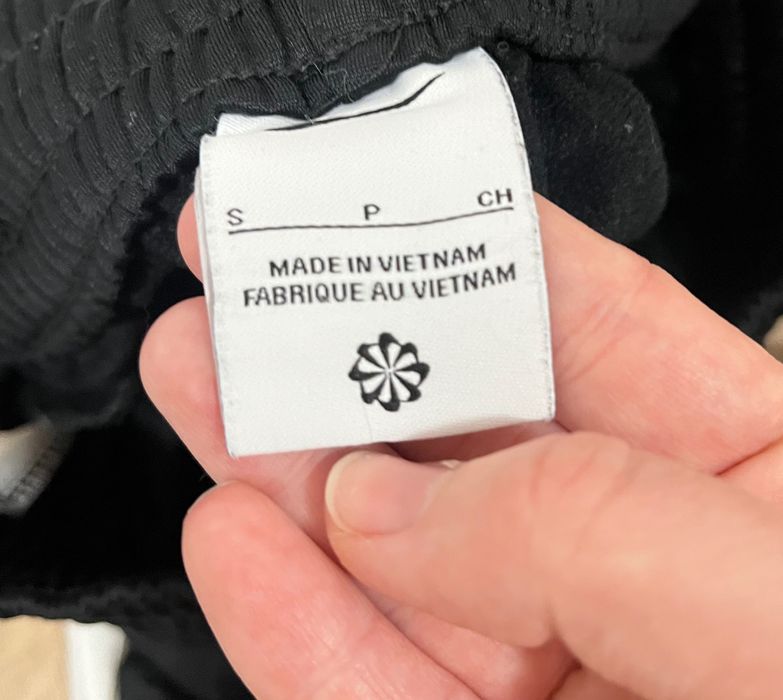 S P CH
MADE IN VIETNAM
FABRIQUE AU VIETNAM